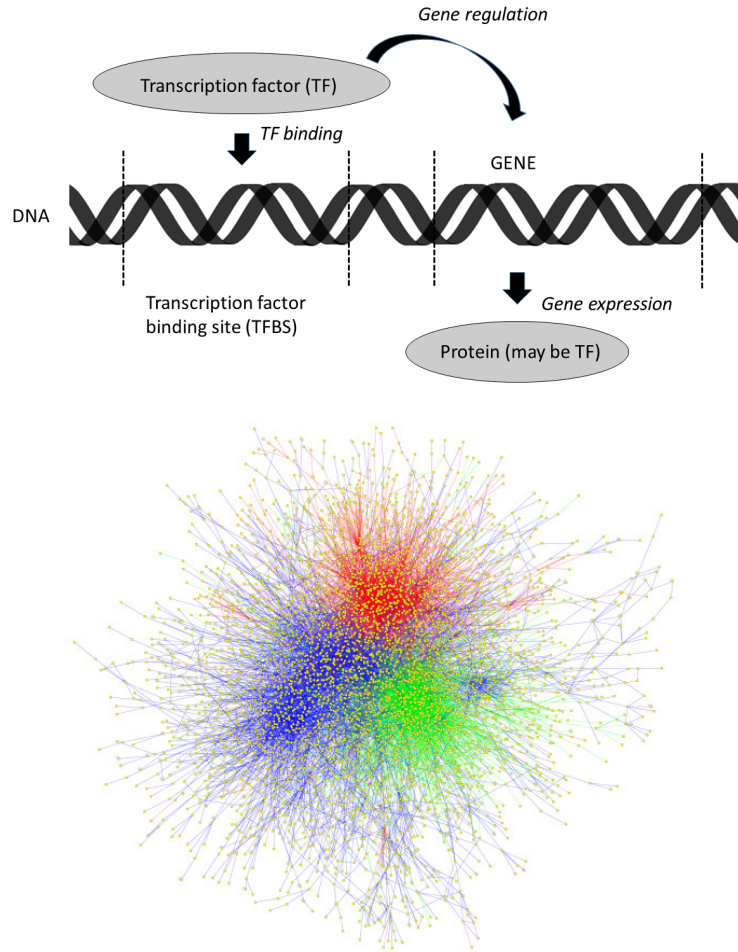 Gene regulation
Transcription factor (TF)
TF binding
GENE
DNA
Transcription factor
binding site (TFBS)
Gene expression
Protein (may be TF)